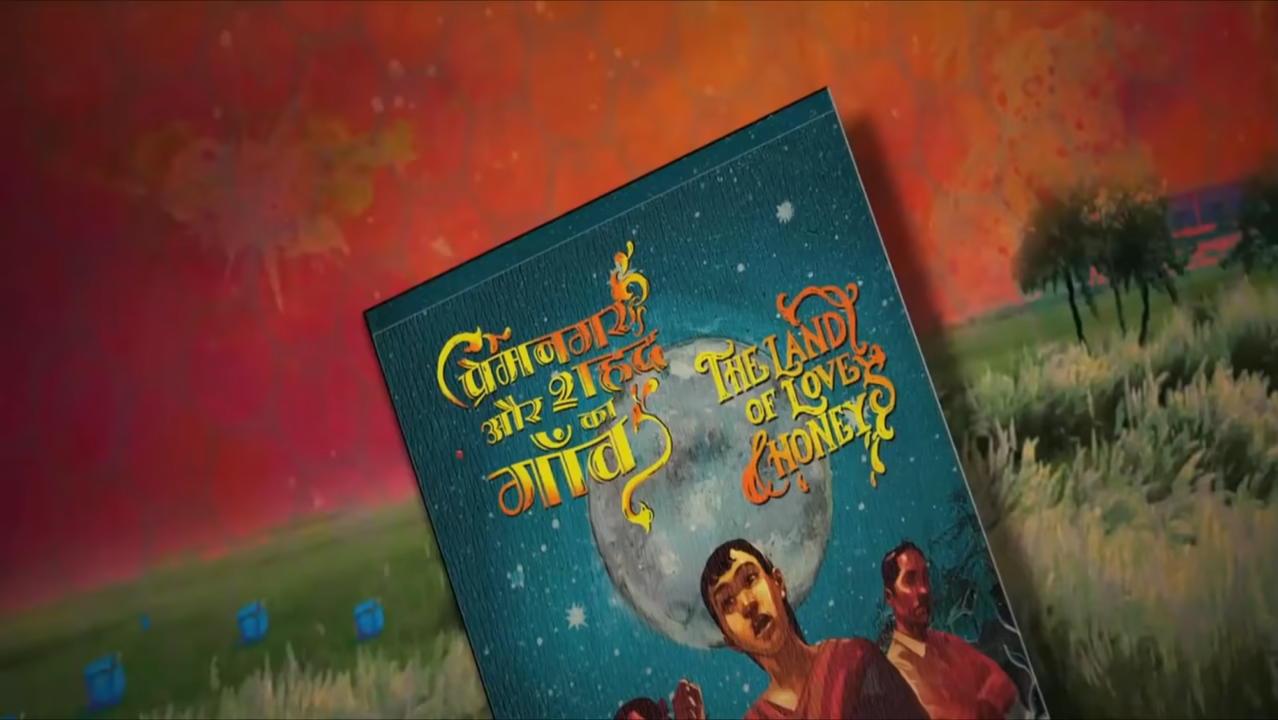 प्रेमनगर
और शहद
का
गाँव
THE LAND
OF LOVE
& HONEY